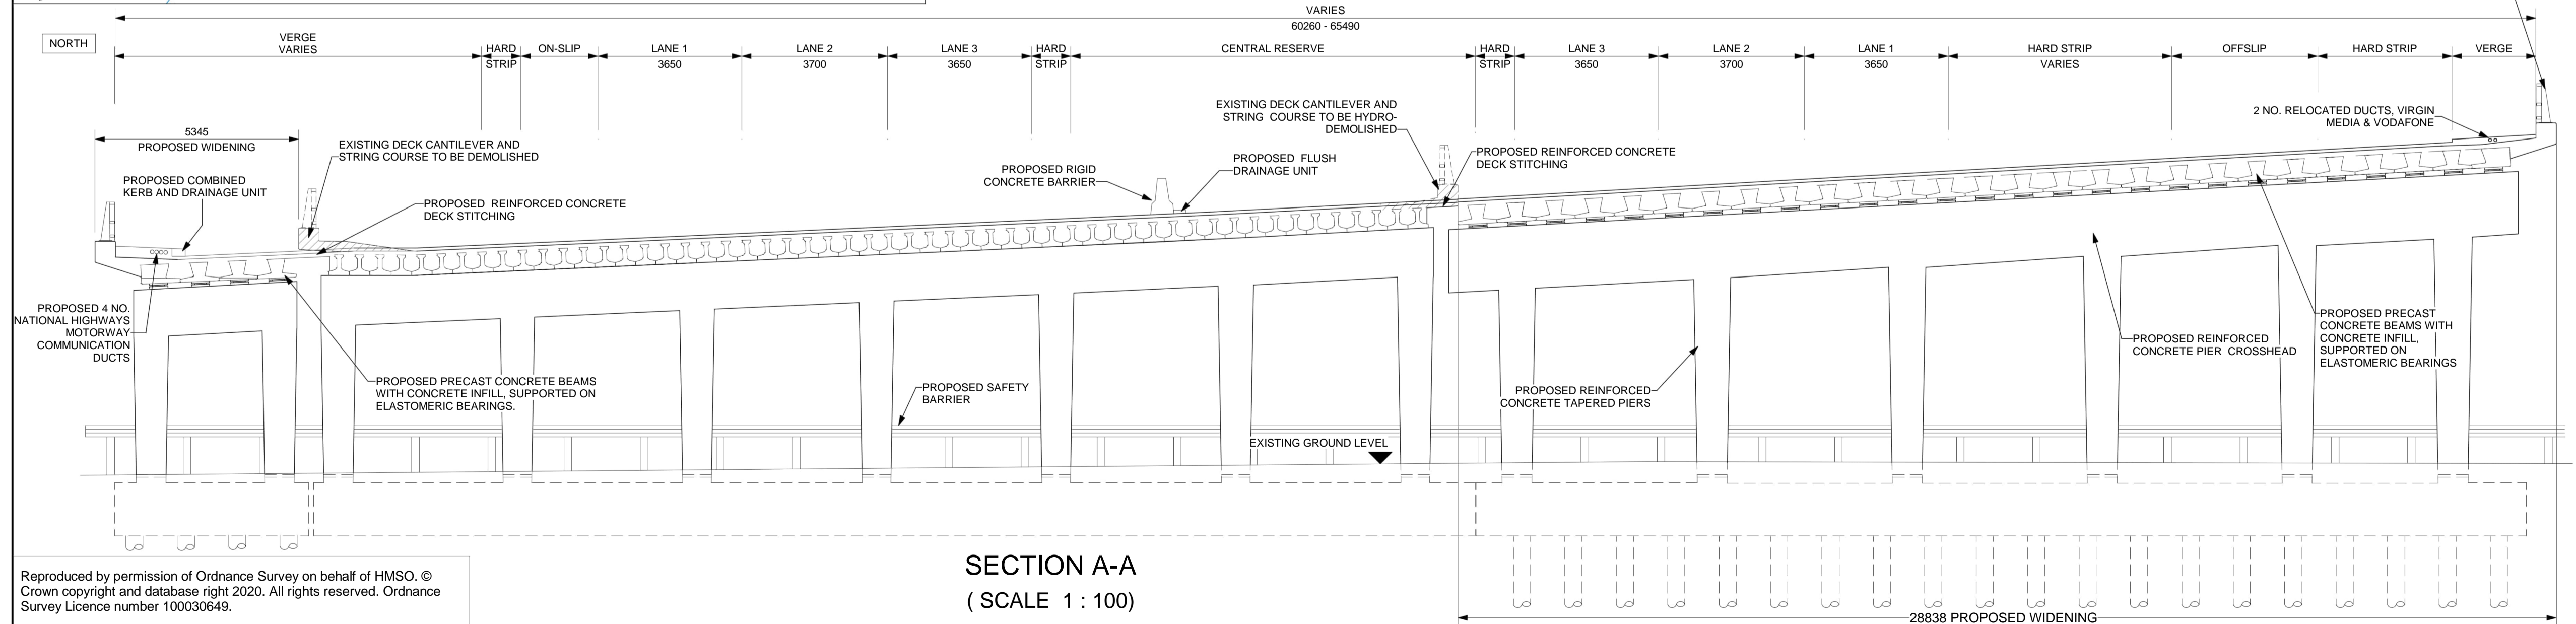 VARIES
60260 - 65490
NORTH
VERGE
VARIES
HARD
STRIP
ON-SLIP
LANE 1
3650
LANE 2
3700
LANE 3
3650
HARD
STRIP
CENTRAL RESERVE
HARD
STRIP
LANE 3
3650
LANE 2
3700
LANE 1
3650
HARD STRIP
VARIES
OFFSLIP
HARD STRIP
VERGE
5345
PROPOSED WIDENING
EXISTING DECK CANTILEVER AND
STRING COURSE TO BE DEMOLISHED
PROPOSED COMBINED
KERB AND DRAINAGE UNIT
PROPOSED REINFORCED CONCRETE
DECK STITCHING
PROPOSED RIGID
CONCRETE BARRIER
PROPOSED FLUSH
DRAINAGE UNIT
EXISTING DECK CANTILEVER AND
STRING COURSE TO BE HYDRO-
DEMOLISHED
PROPOSED REINFORCED CONCRETE
DECK STITCHING
2 NO. RELOCATED DUCTS, VIRGIN
MEDIA & VODAFONE
PROPOSED 4 NO.
NATIONAL HIGHWAYS
MOTORWAY
COMMUNICATION
DUCTS
PROPOSED PRECAST CONCRETE BEAMS
WITH CONCRETE INFILL, SUPPORTED ON
ELASTOMERIC BEARINGS.
PROPOSED SAFETY
BARRIER
EXISTING GROUND LEVEL
PROPOSED REINFORCED
CONCRETE TAPERED PIERS
PROPOSED REINFORCED
CONCRETE PIER CROSSHEAD
PROPOSED PRECAST
CONCRETE BEAMS WITH
CONCRETE INFILL,
SUPPORTED ON
ELASTOMERIC BEARINGS
SECTION A-A
( SCALE 1 : 100)
28838 PROPOSED WIDENING
Reproduced by permission of Ordnance Survey on behalf of HMSO. ©
Crown copyright and database right 2020. All rights reserved. Ordnance
Survey Licence number 100030649.